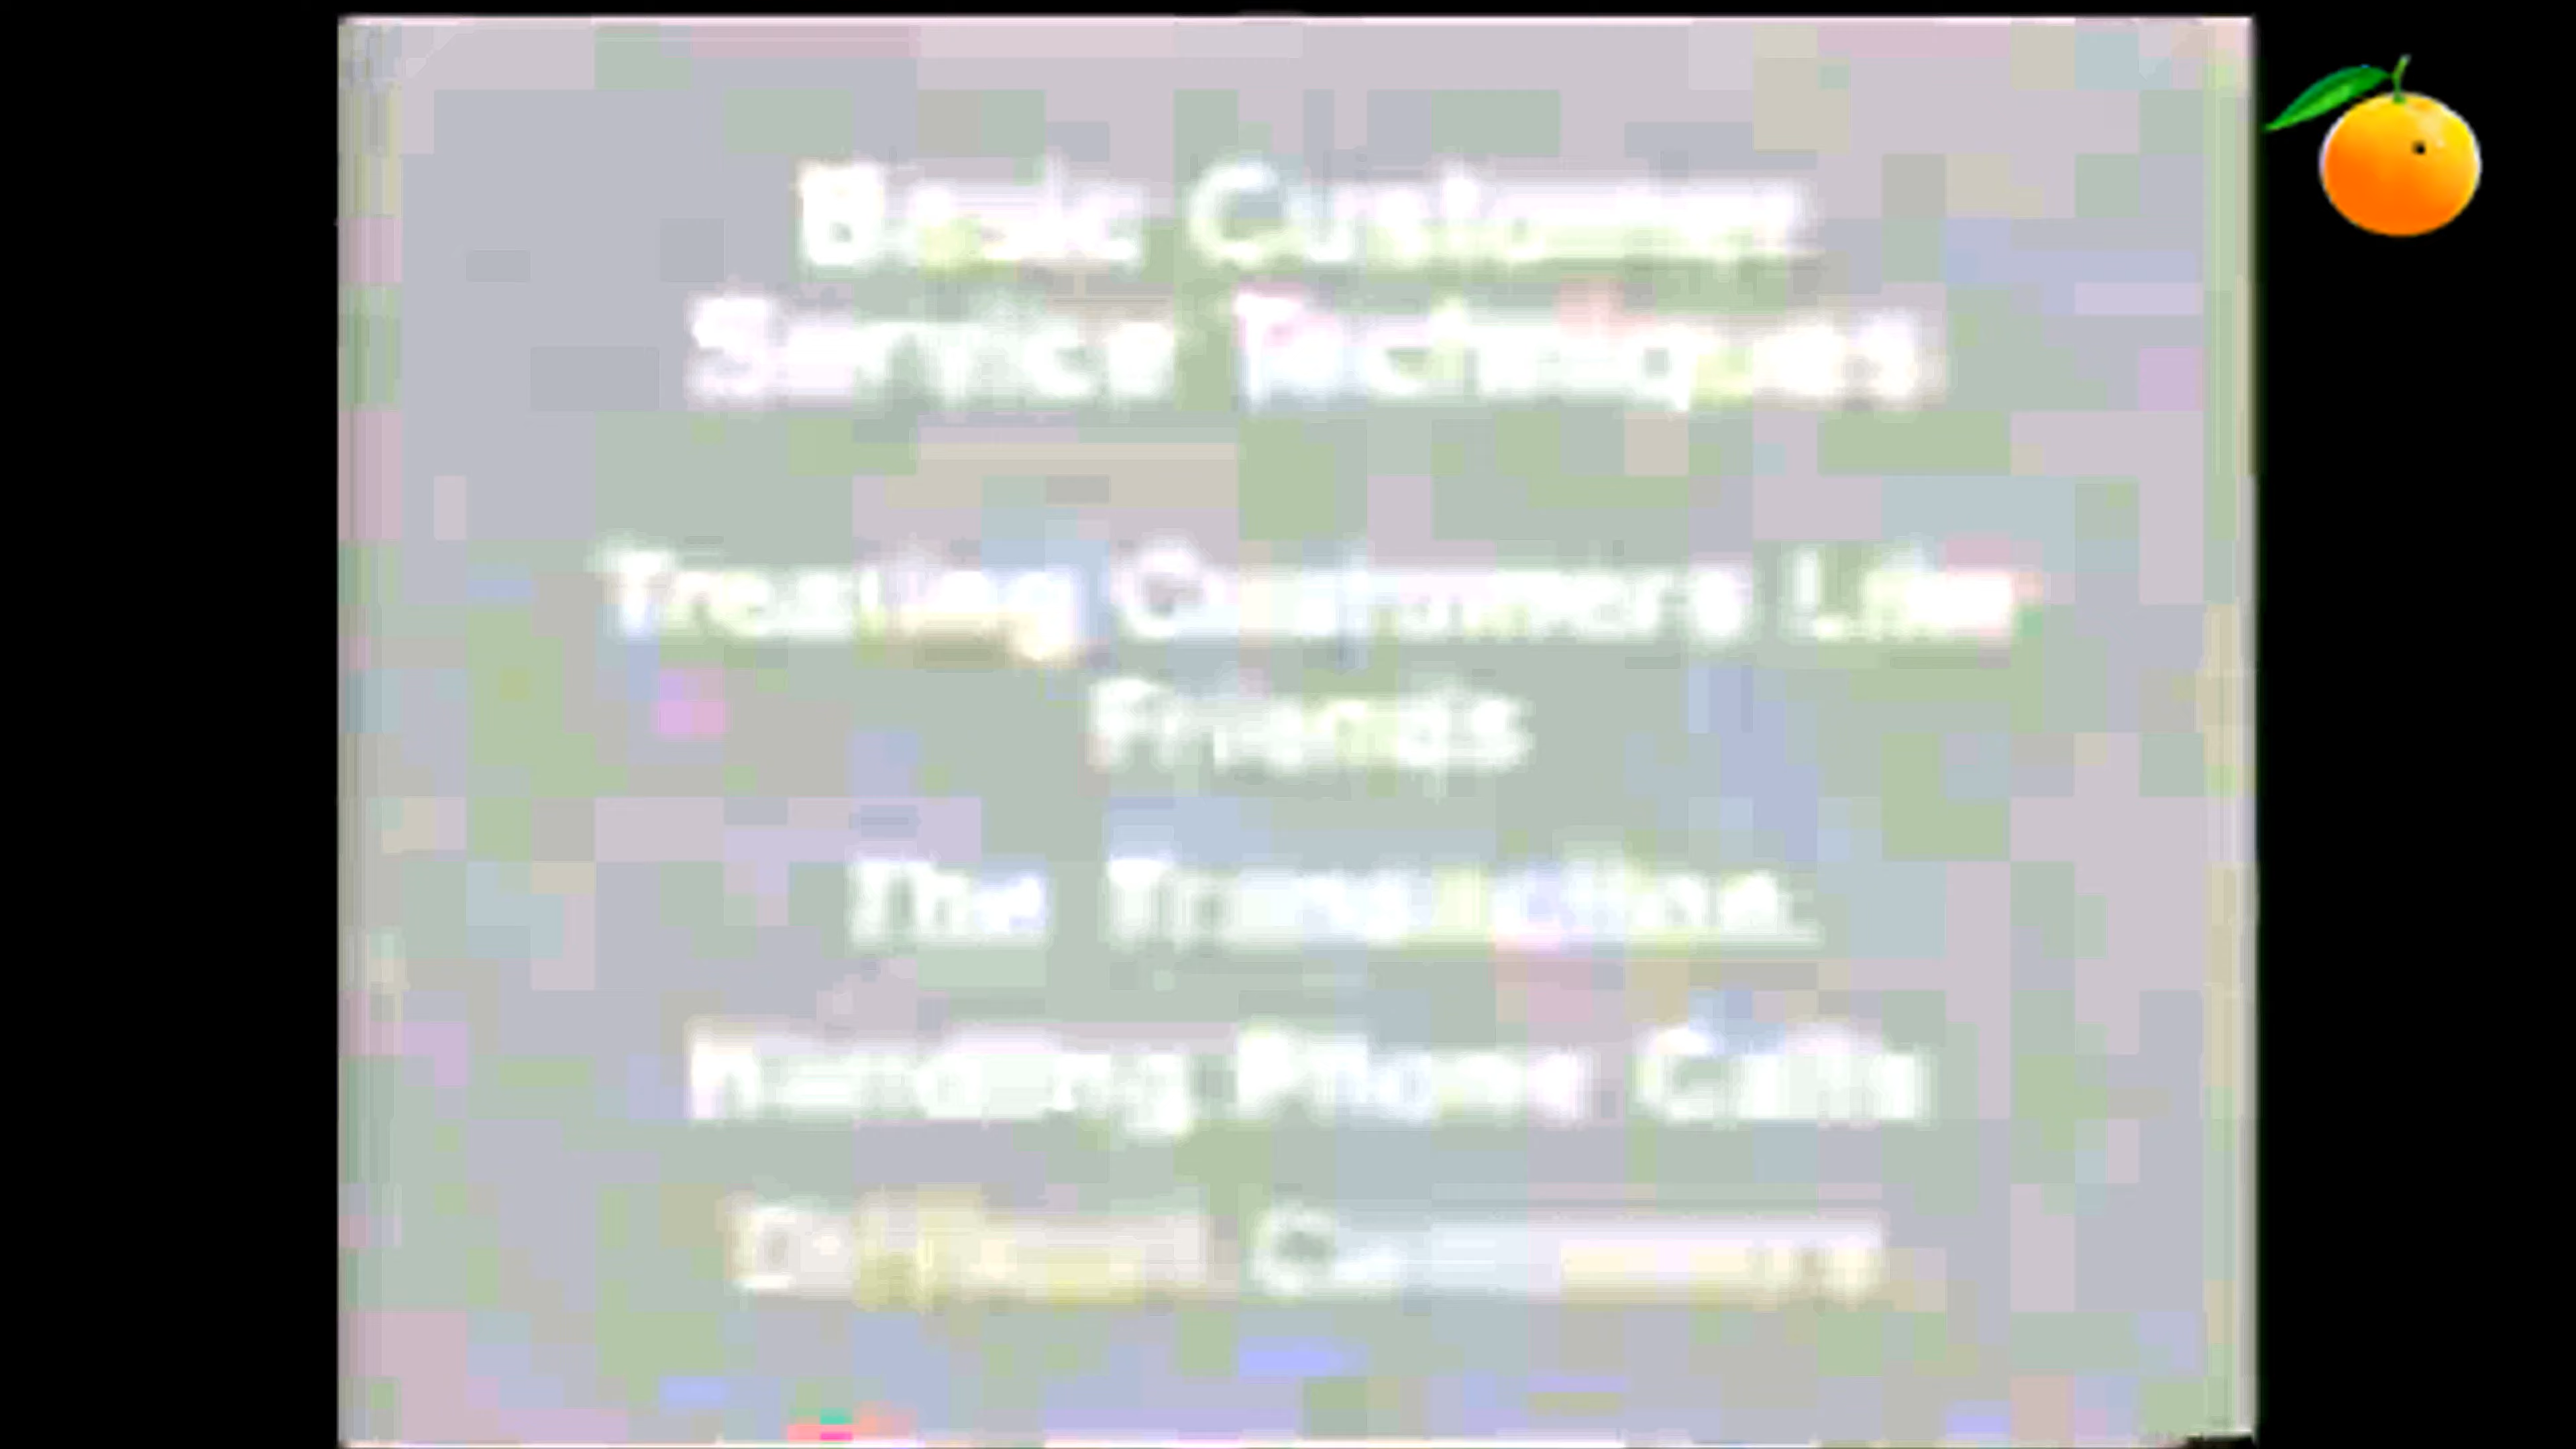 Basic Customer
Service Techniques
Treating Customers Like
Friends
The Transaction
Handling Phone Calls